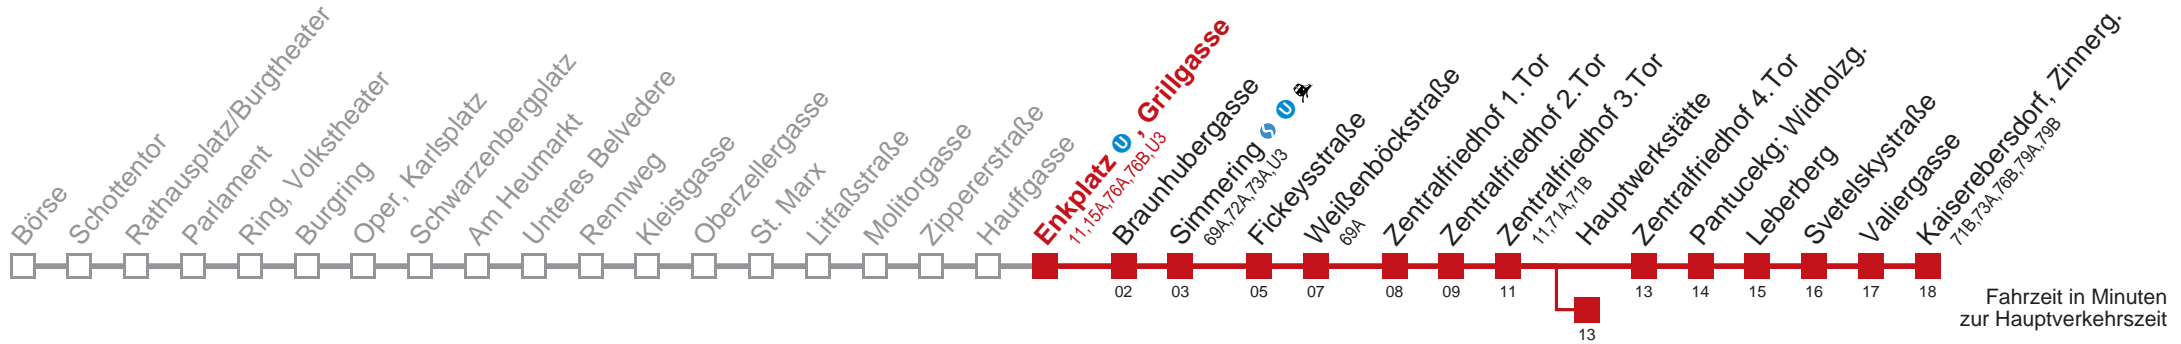 Börse
Schottentor
Rathausplatz/Burgtheater
Parlament
Ring, Volkstheater
Burgring
Oper, Karlsplatz
Schwarzenbergplatz
Am Heumarkt
Unteres Belvedere
Rennweg
Kleistgasse
Oberzellergasse
St. Marx
Litfaßstraße
Molitorgasse
Zippererstraße
Hauffgasse
Enkplatz U , Grillgasse
11,15A,76A,76B,U3
Braunhubergasse
Simmering S U
69A,72A,73A,U3
Fickeysstraße
Weißenböckstraße
69A
Zentralfriedhof 1.Tor
Zentralfriedhof 2.Tor
Zentralfriedhof 3.Tor
11,71A,71B
Hauptwerkstätte
Zentralfriedhof 4.Tor
Pantucekg; Widholzg.
Leberberg
Svetelskystraße
Valiergasse
Kaiserebersdorf, Zinnerg.
71B,73A,76B,79A,79B
02 03 05 07 08 09 11 13 14 15 16 17 18
13
Fahrzeit in Minuten
zur Hauptverkehrszeit